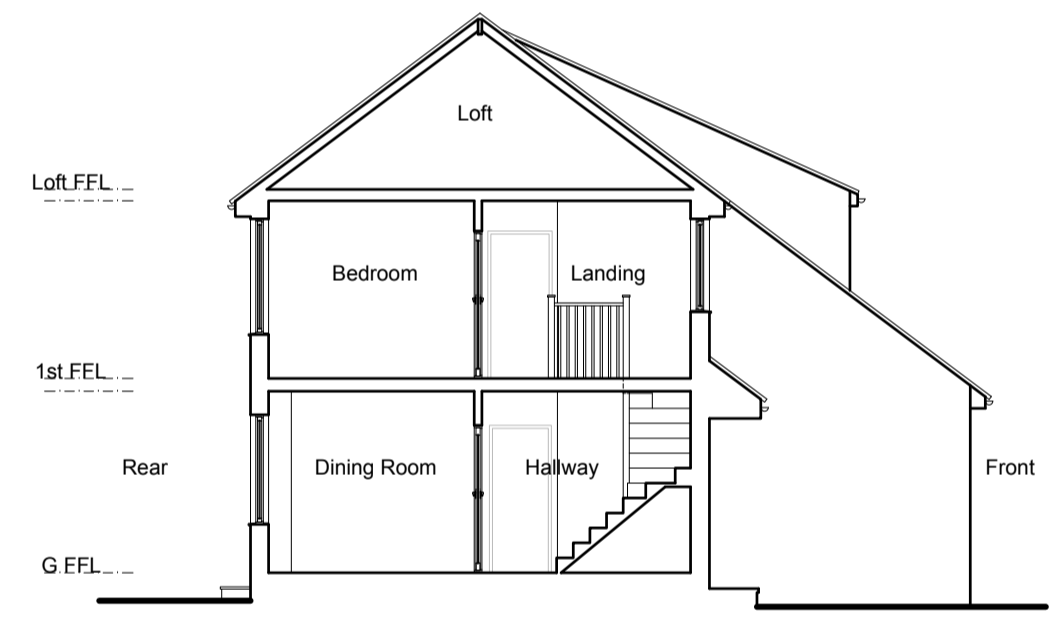 Loft
Loft FFL
Bedroom
Landing
1st FFL
Rear
Dining Room
Hallway
Front
G FFL